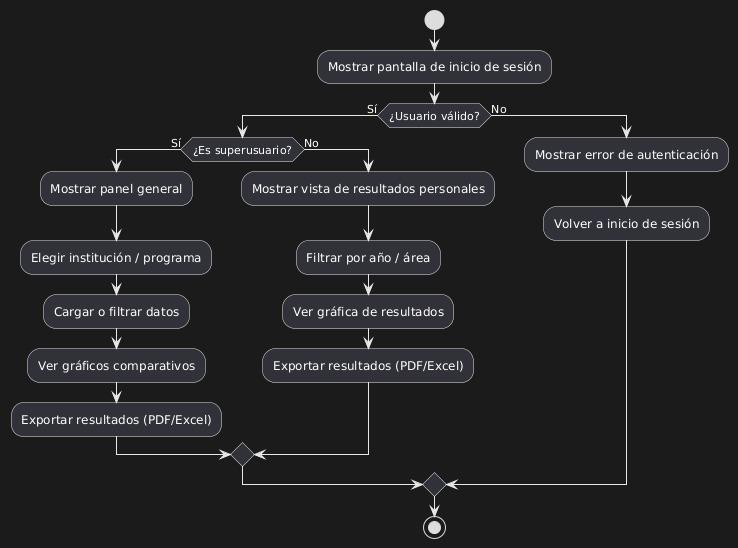 Mostrar pantalla de inicio de sesión
Sí
¿Usuario válido?
No
Sí
¿Es superusuario?
No
Mostrar panel general
Elegir institución / programa
Cargar o filtrar datos
Ver gráficos comparativos
Exportar resultados (PDF/Excel)
Mostrar vista de resultados personales
Filtrar por año / área
Ver gráfica de resultados
Exportar resultados (PDF/Excel)
Mostrar error de autenticación
Volver a inicio de sesión